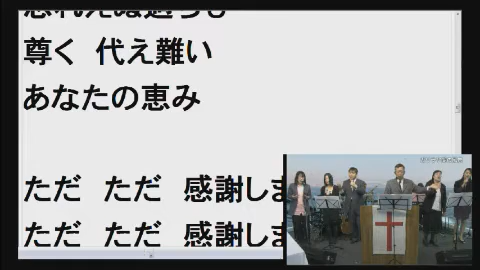 尊く 代え難い
あなたの恵み
ただ ただ 感謝しま
ただ ただ 感謝しま